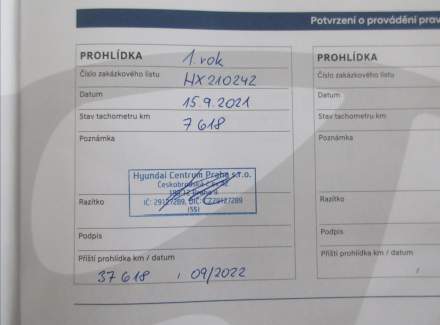 Potvrzení o provádění
PROHLÍDKA 1. rok
Číslo zakázkového listu HX210242
Datum 15.9.2021
Stav tachometru km 7 618
Poznámka
Hyundai Centrum Praha s.r.o.
Českobrodská
Praha 9
IČ: 29127289, DIČ: CZ29127289
Razítko
Podpis
Příští prohlídka km / datum
37 618 , 09/2022
PROHLÍDKA
Číslo zakázkového listu
Datum
Stav tachometru km
Poznámka
Razítko
Podpis
Příští prohlídka km / datum
/